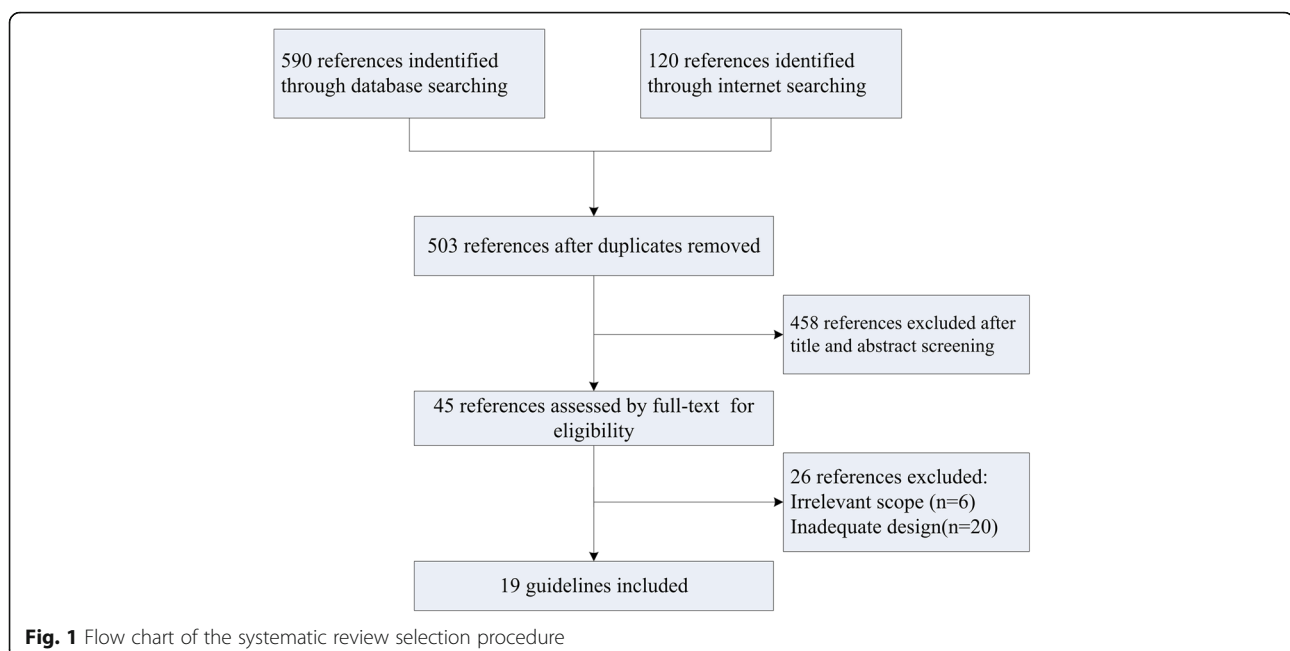 590 references indentified
through database searching
120 references identified
through internet searching
503 references after duplicates removed
458 references excluded after
title and abstract screening
45 references assessed by full-text for
eligibility
26 references excluded:
Irrelevant scope (n=6)
Inadequate design(n=20)
19 guidelines included
Fig. 1 Flow chart of the systematic review selection procedure